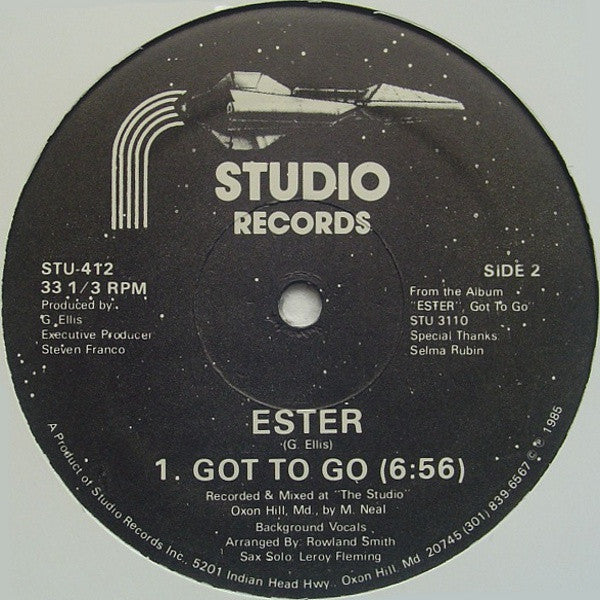 STUDIO
RECORDS
STU-412
33 1/3 RPM
Produced by:
G. Ellis
Executive Producer
Steven Franco
SIDE 2
From the Album
"ESTER", Got To Go"
STU 3110
Special Thanks:
Selma Rubin
ESTER
(G. Ellis)
1. GOT TO GO (6:56)
Recorded & Mixed at "The Studio"
Oxon Hill, Md., by M. Neal
Background Vocals
Arranged By: Rowland Smith
Sax Solo: Leroy Fleming
A Product of Studio Records Inc., 5201 Indian Head Hwy., Oxon Hill, Md 20745 (301) 839-6567 © ℗ 1985